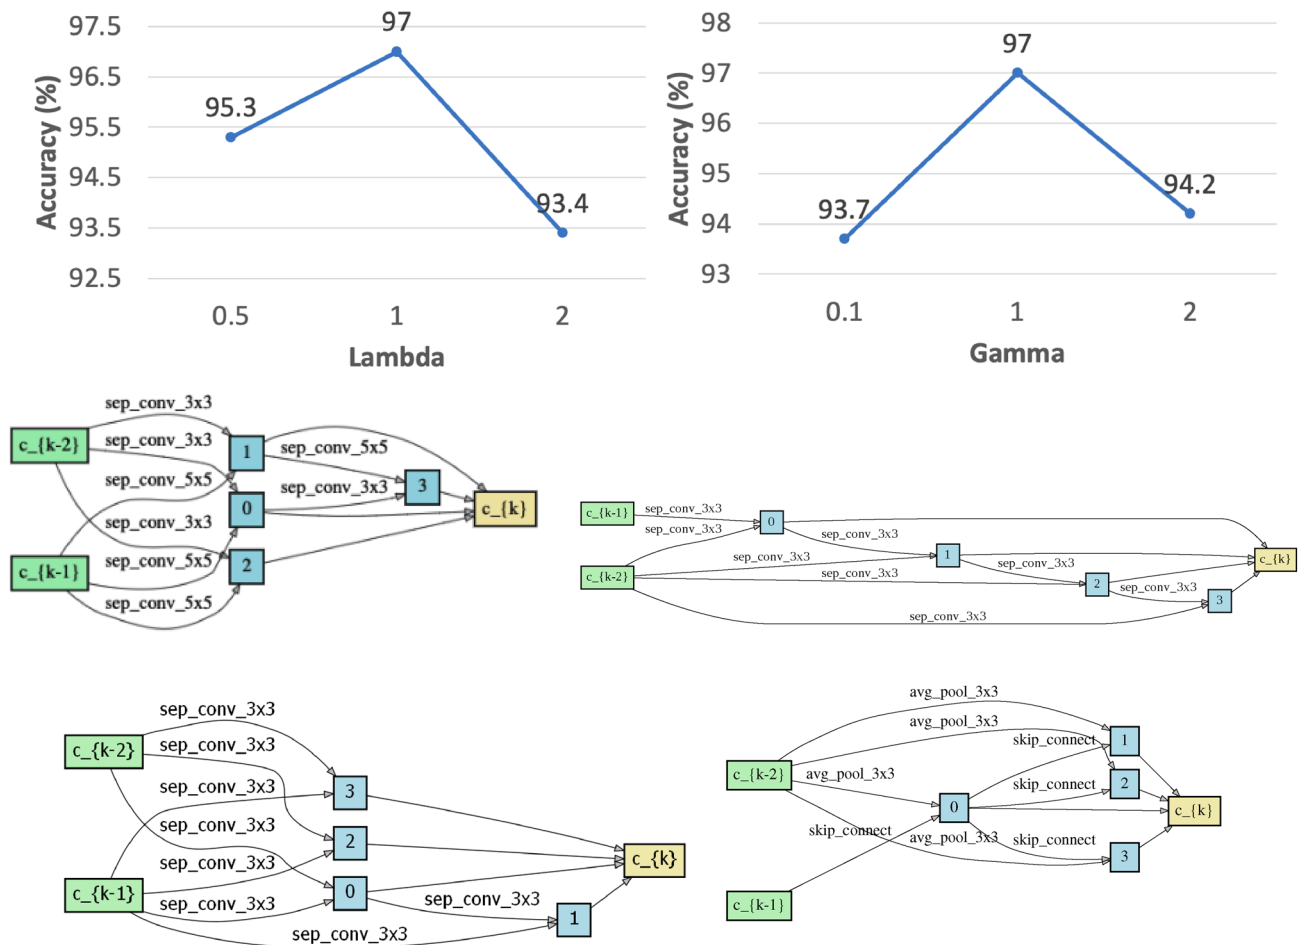 97.5
96.5
95.5
94.5
93.5
92.5
Accuracy (%)
95.3
97
93.4
0.5 1 2
Lambda
98
97
96
95
94
93
Accuracy (%)
93.7
97
94.2
0.1 1 2
Gamma
sep_conv_3x3
c_{k-2}
sep_conv_3x3
1
sep_conv_5x5
sep_conv_5x5
sep_conv_3x3
3
0
c_{k}
sep_conv_3x3
c_{k-1}
sep_conv_5x5
2
sep_conv_5x5
c_{k-1}
sep_conv_3x3
0
sep_conv_3x3
sep_conv_3x3
sep_conv_3x3
1
c_{k}
c_{k-2}
sep_conv_3x3
sep_conv_3x3
2
sep_conv_3x3
3
sep_conv_3x3
sep_conv_3x3
c_{k-2}
sep_conv_3x3
sep_conv_3x3
3
sep_conv_3x3
2
c_{k}
sep_conv_3x3
c_{k-1}
0
sep_conv_3x3
sep_conv_3x3
1
sep_conv_3x3
avg_pool_3x3
avg_pool_3x3
skip_connect
1
c_{k-2}
avg_pool_3x3
skip_connect
2
0
c_{k}
skip_connect
avg_pool_3x3
skip_connect
3
c_{k-1}